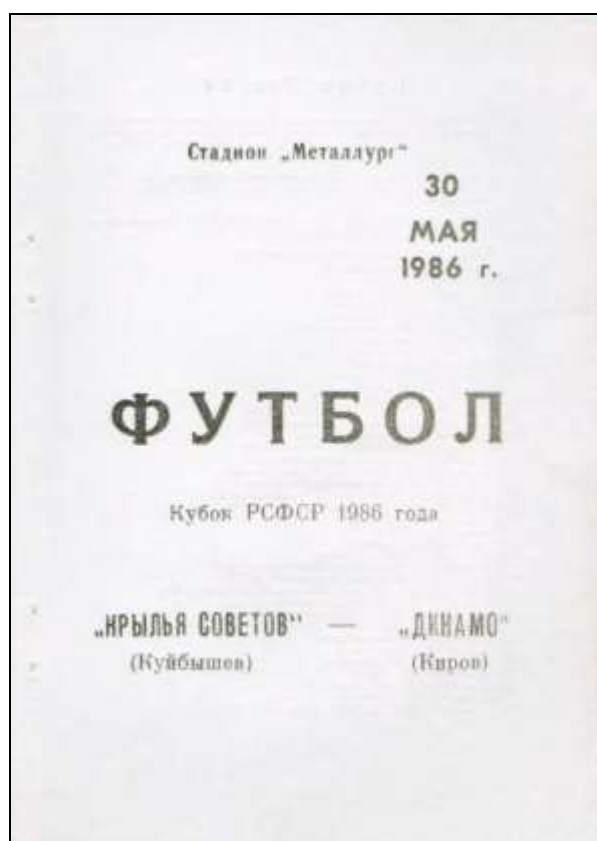 Стадион „Металлург“
30
МАЯ
1986 г.
ФУТБОЛ
Кубок РСФСР 1986 года
„КРЫЛЬЯ СОВЕТОВ“ — „ДИНАМО“
(Куйбышев) (Киров)